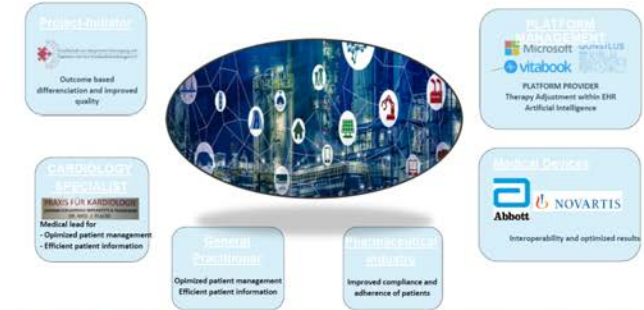 Project-Initiator
Outcome based
differenciation and improved
quality
PLATFORM
MANAGEMENT
Microsoft
vitabook
PLATFORM PROVIDER
Therapy Adjustment within EHR
Artificial Intelligence
CARDIOLOGY
SPECIALIST
PRAXIS FÜR KARDIOLOGIE
Medical lead for
- Opimized patient management
- Efficient patient information
Medical Devices
Abbott
NOVARTIS
Interoperability and optimized results
General
Practitioner
Opimized patient management
Efficient patient information
Pharmaceutical
industry
Improved compliance and
adherence of patients